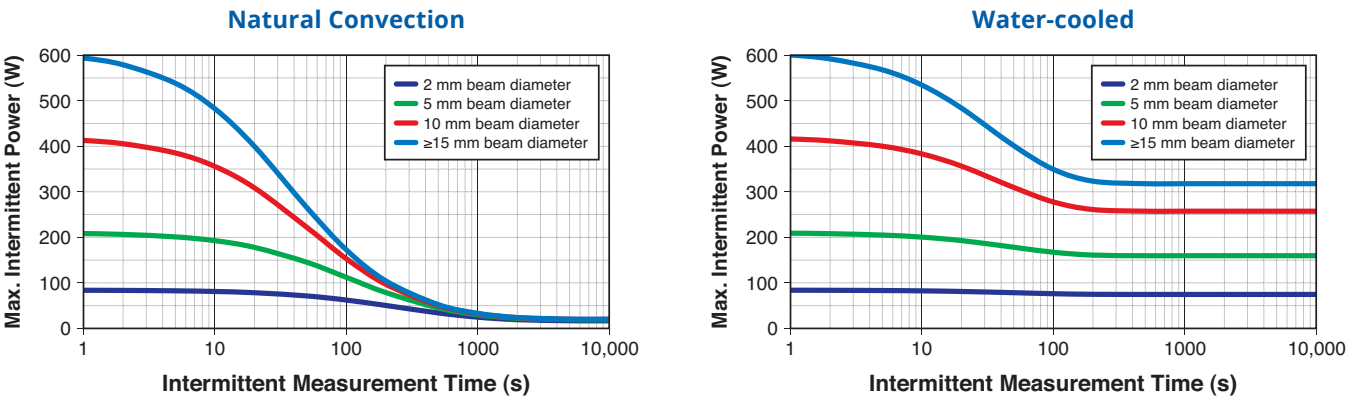 Natural Convection
Max. Intermittent Power (W)
600
500
400
300
200
100
0
2 mm beam diameter
5 mm beam diameter
10 mm beam diameter
≥15 mm beam diameter
1
10
100
1000
10,000
Intermittent Measurement Time (s)
Water-cooled
Max. Intermittent Power (W)
600
500
400
300
200
100
0
2 mm beam diameter
5 mm beam diameter
10 mm beam diameter
≥15 mm beam diameter
1
10
100
1000
10,000
Intermittent Measurement Time (s)